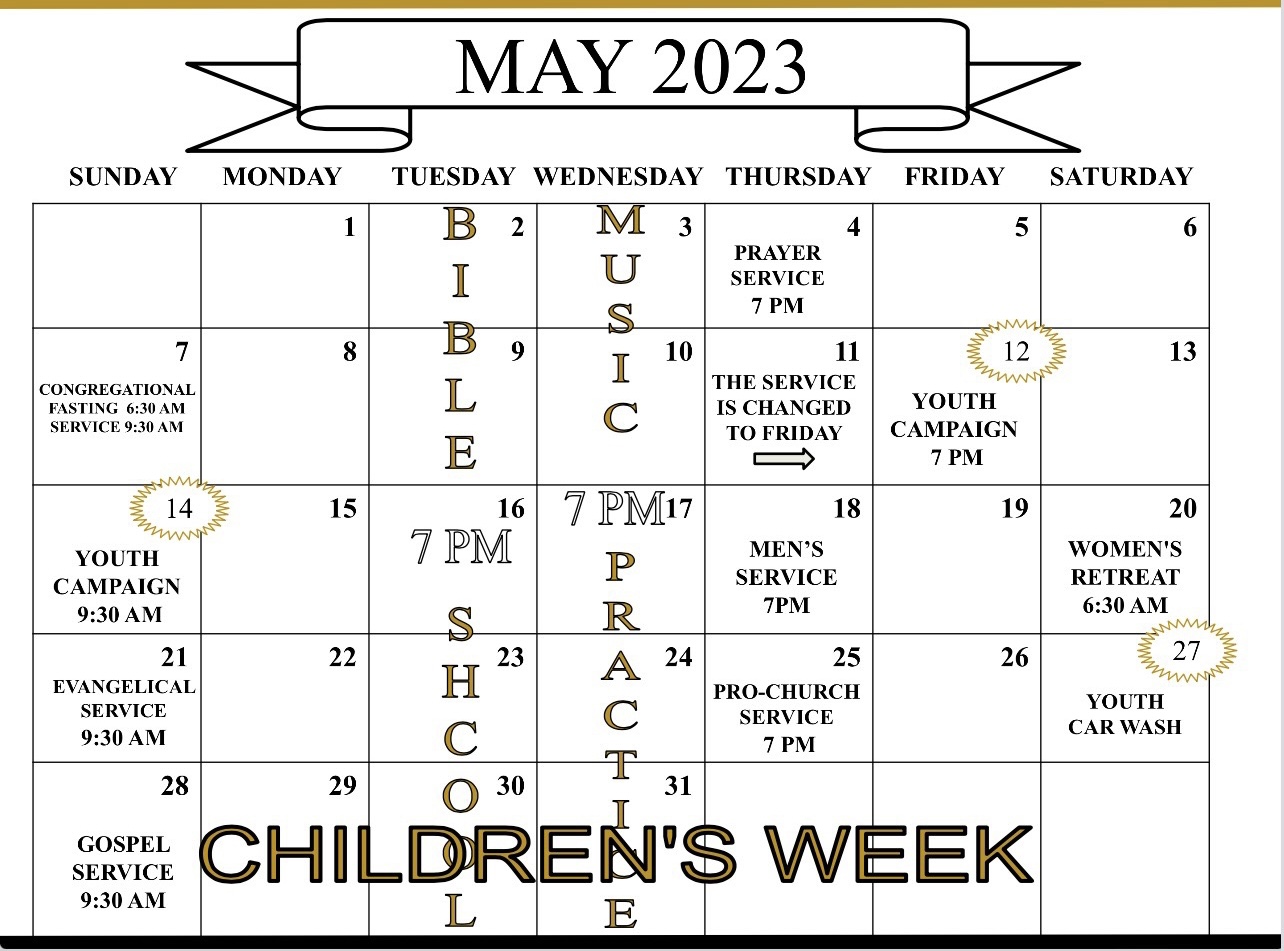 MAY 2023
SUNDAY MONDAY TUESDAY WEDNESDAY THURSDAY FRIDAY SATURDAY
BIBLE
7 PM
SHCOOL
MUSIC
7 PM
PRACTICE
1
2
3
4
PRAYER
SERVICE
7 PM
5
6
7
CONGREGATIONAL
FASTING 6:30 AM
SERVICE 9:30 AM
8
9
10
11
THE SERVICE
IS CHANGED
TO FRIDAY
12
YOUTH
CAMPAIGN
7 PM
13
14
YOUTH
CAMPAIGN
9:30 AM
15
16
17
18
MEN’S
SERVICE
7PM
19
20
WOMEN'S
RETREAT
6:30 AM
21
EVANGELICAL
SERVICE
9:30 AM
22
23
24
25
PRO-CHURCH
SERVICE
7 PM
26
27
YOUTH
CAR WASH
28
GOSPEL
SERVICE
9:30 AM
29
30
31
CHILDREN'S WEEK